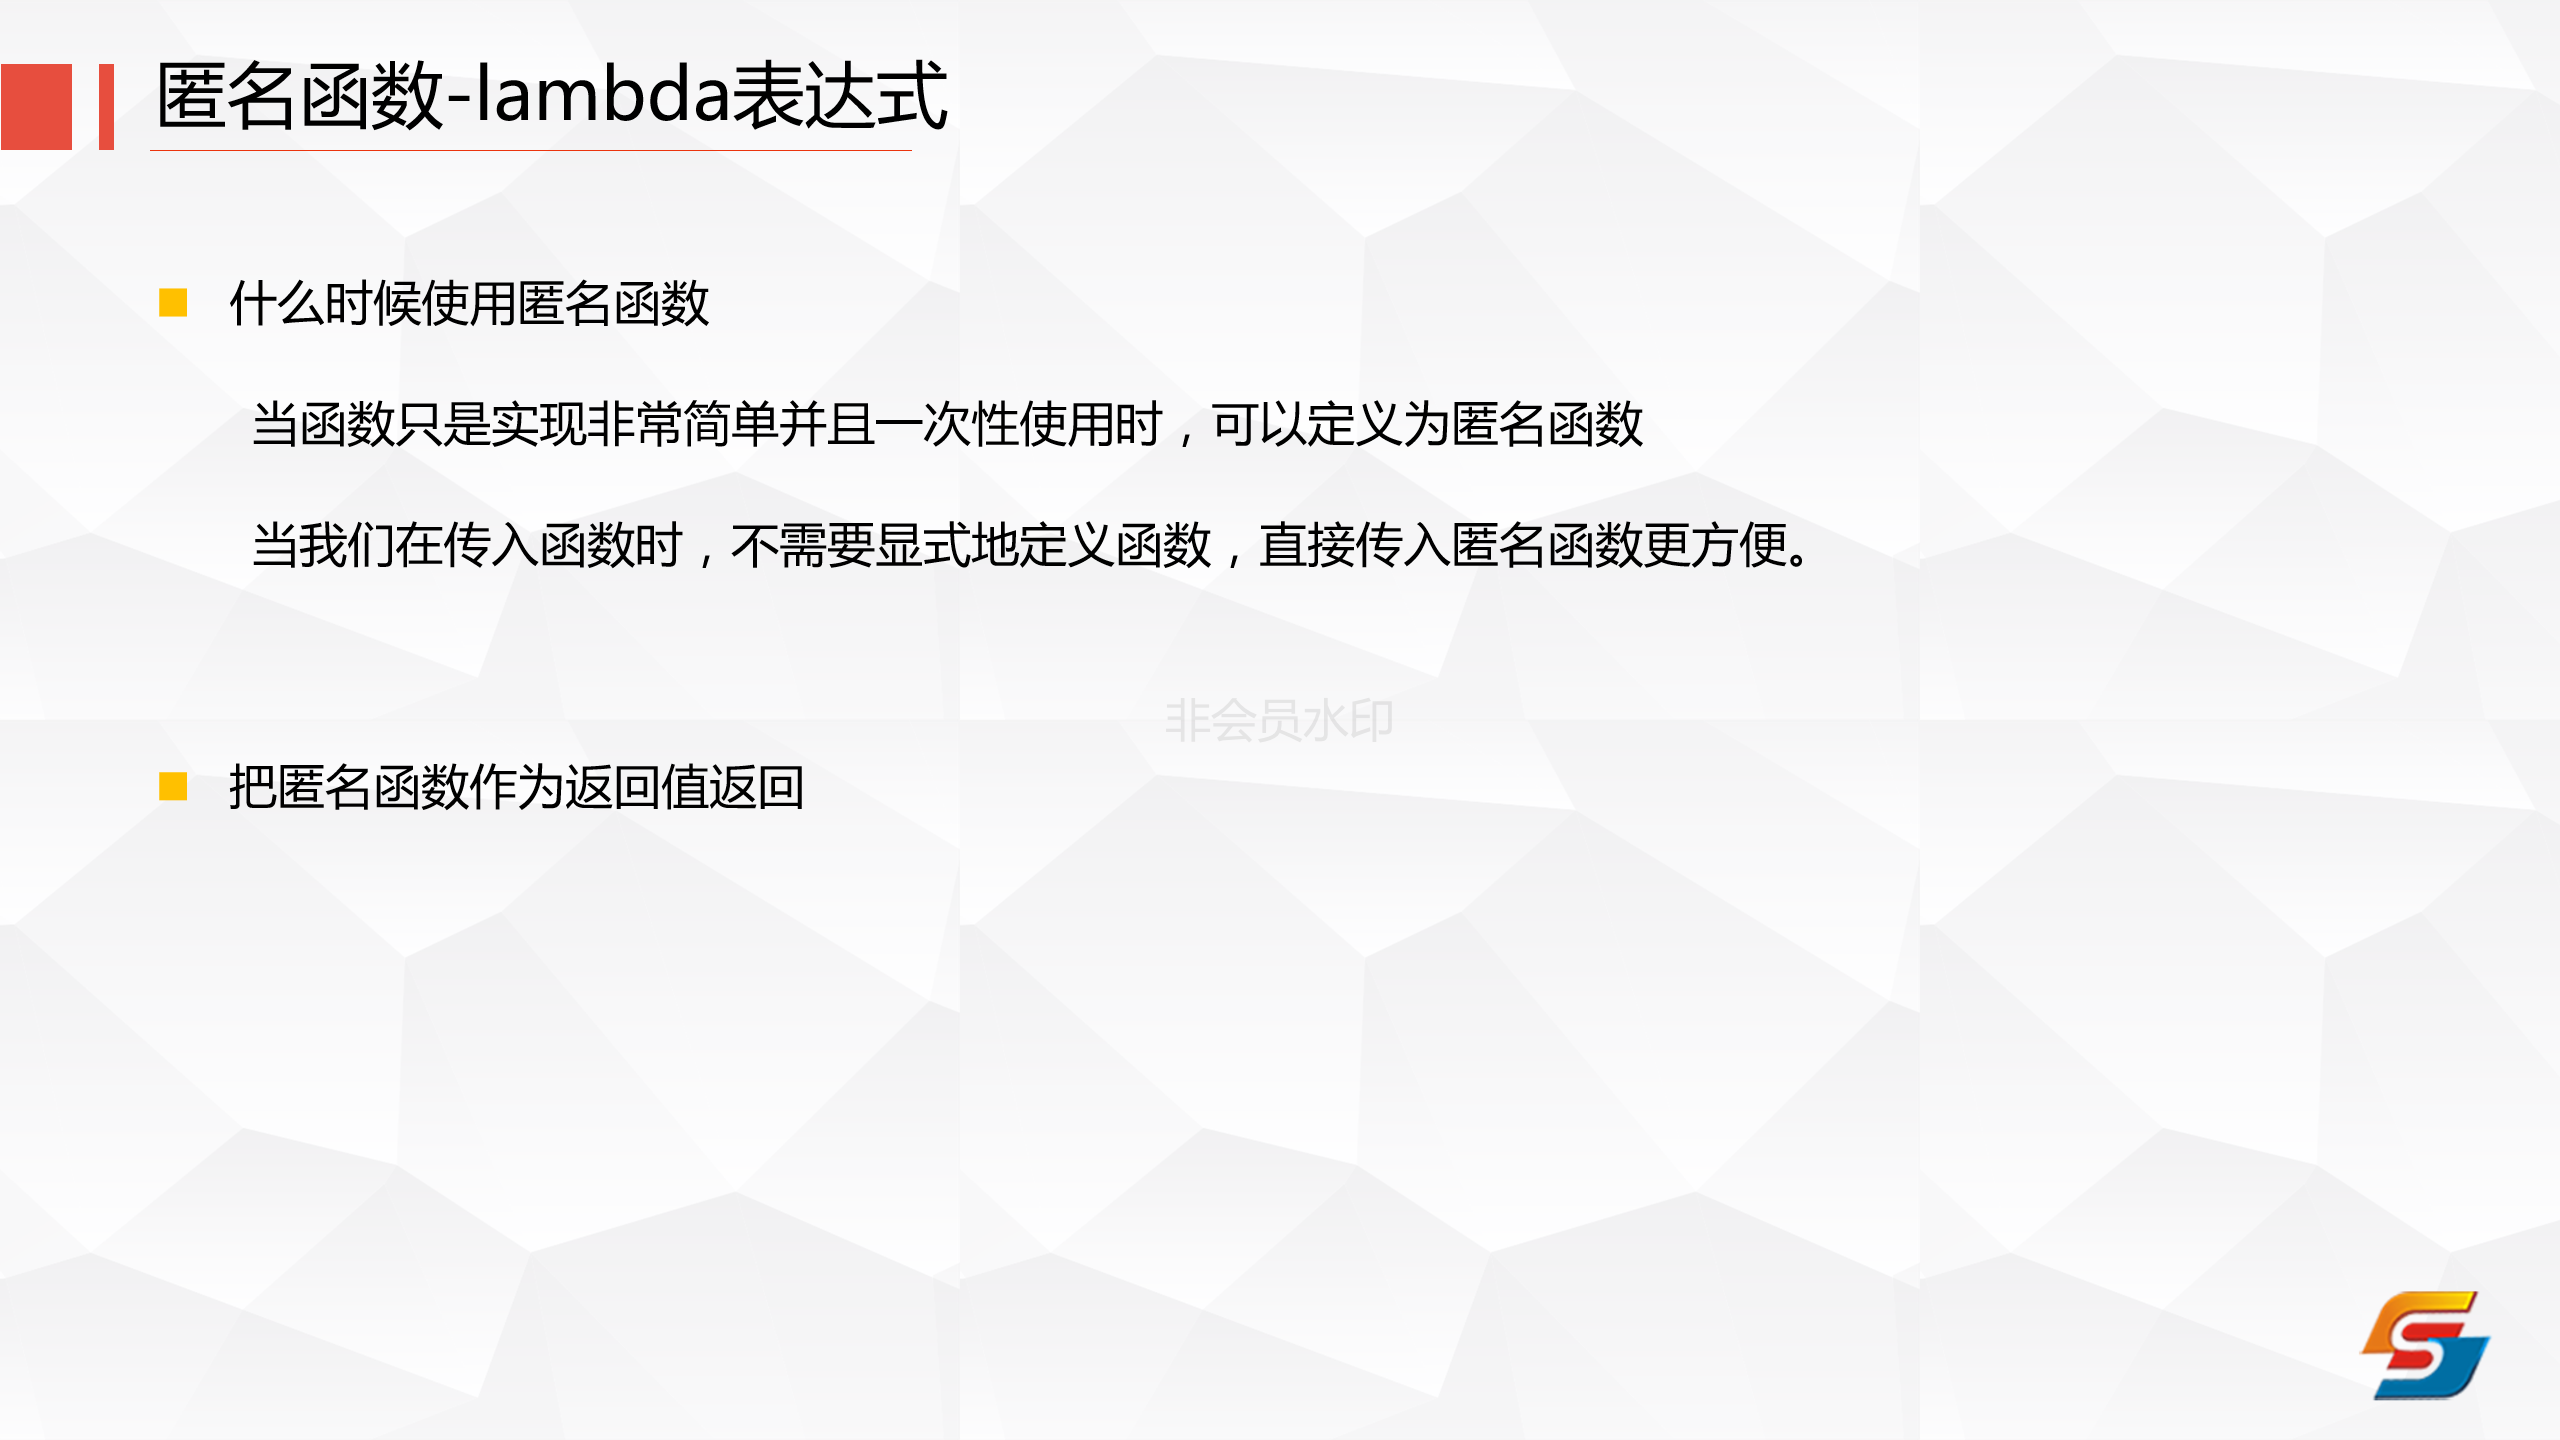 匿名函数-lambda表达式
什么时候使用匿名函数
当函数只是实现非常简单并且一次性使用时，可以定义为匿名函数
当我们在传入函数时，不需要显式地定义函数，直接传入匿名函数更方便。
非会员水印
把匿名函数作为返回值返回